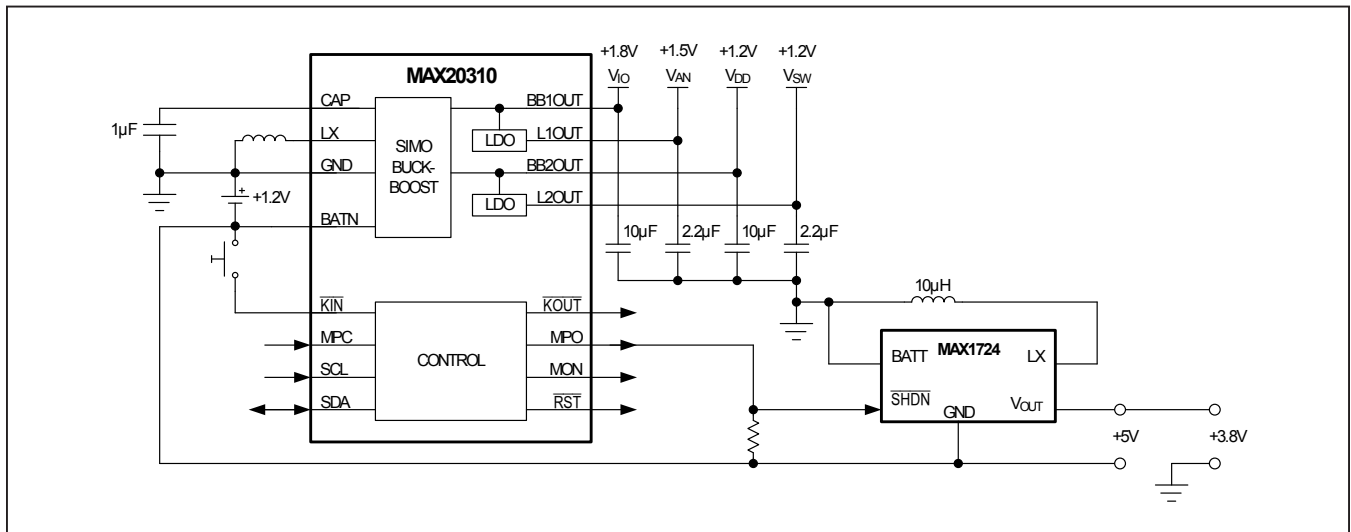 +1.8V +1.5V +1.2V +1.2V
VIO VAN VDD VSW
MAX20310
CAP
LX
GND
BATN
1µF
+
+1.2V
SIMO
BUCK-
BOOST
BB1OUT
LDO
L1OUT
BB2OUT
LDO
L2OUT
10µF 2.2µF 10µF 2.2µF
KIN
MPC
SCL
SDA
CONTROL
KOUT
MPO
MON
RST
10µH
MAX1724
BATT
LX
SHDN
GND
VOUT
+5V
+3.8V